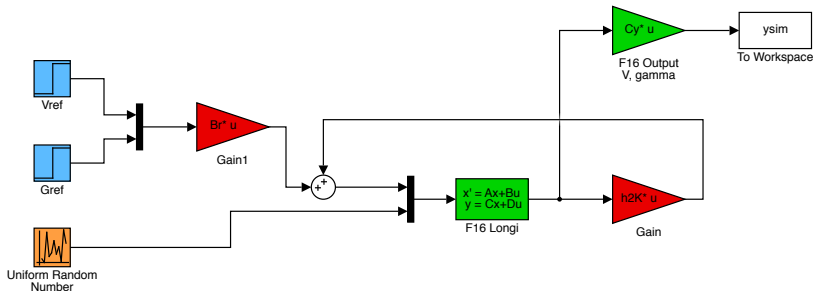 Cy* u
F16 Output
V, gamma
ysim
To Workspace
Vref
Br* u
Gain1
Gref
x' = Ax+Bu
y = Cx+Du
F16 Longi
h2K* u
Gain
Uniform Random
Number